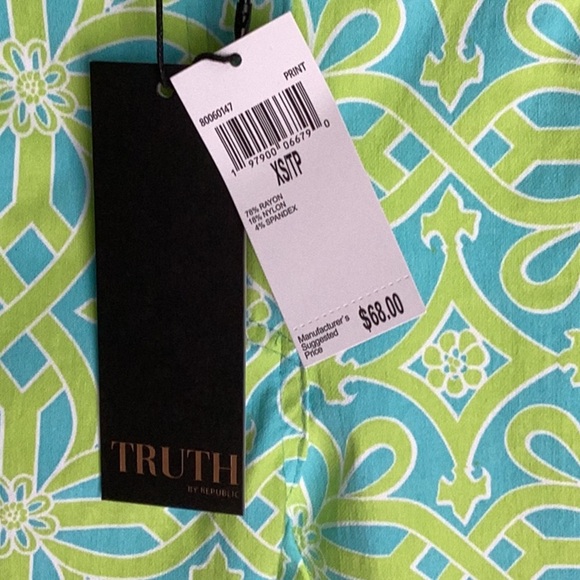 80060147
PRINT
1 97900 06679 0
XS/TP
78% RAYON
18% NYLON
4% SPANDEX
Manufacturer's
Suggested
Price
$68.00
TRUTH
BY REPUBLIC